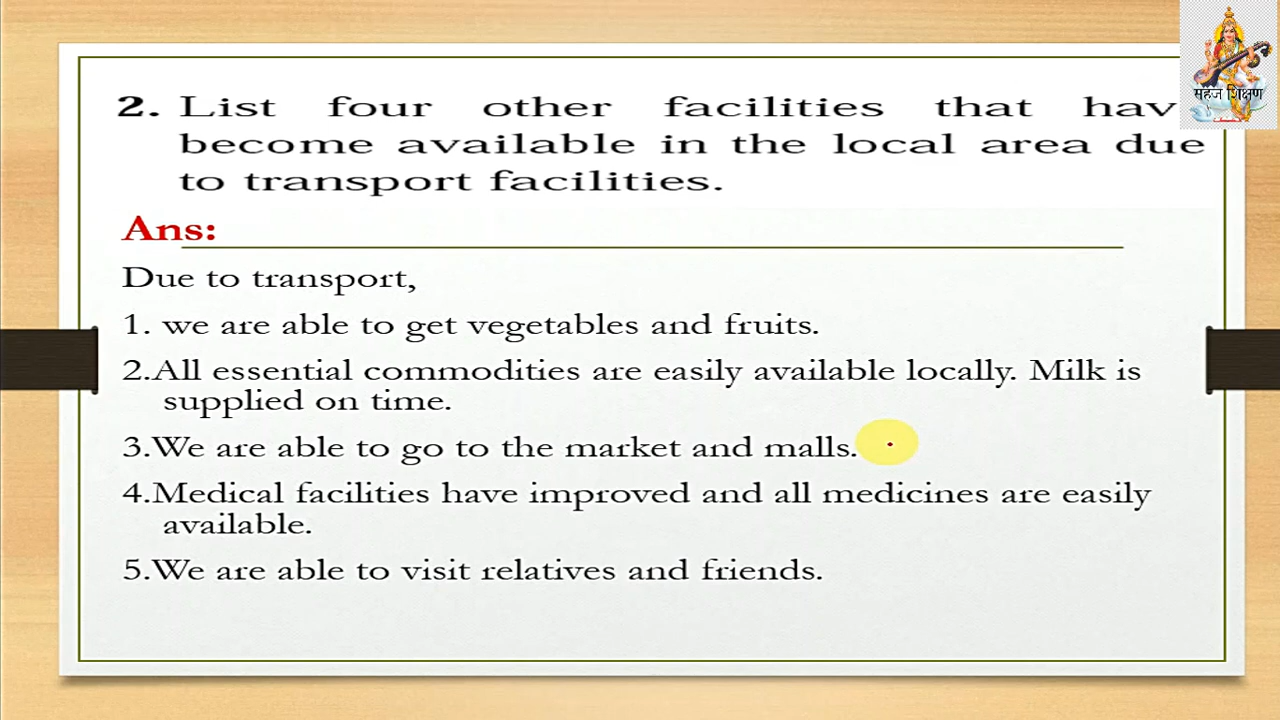 सहज शिक्षण
2. List four other facilities that hav
become available in the local area due
to transport facilities.
Ans:
Due to transport,
1. we are able to get vegetables and fruits.
2.All essential commodities are easily available locally. Milk is
supplied on time.
3.We are able to go to the market and malls.
4.Medical facilities have improved and all medicines are easily
available.
5.We are able to visit relatives and friends.